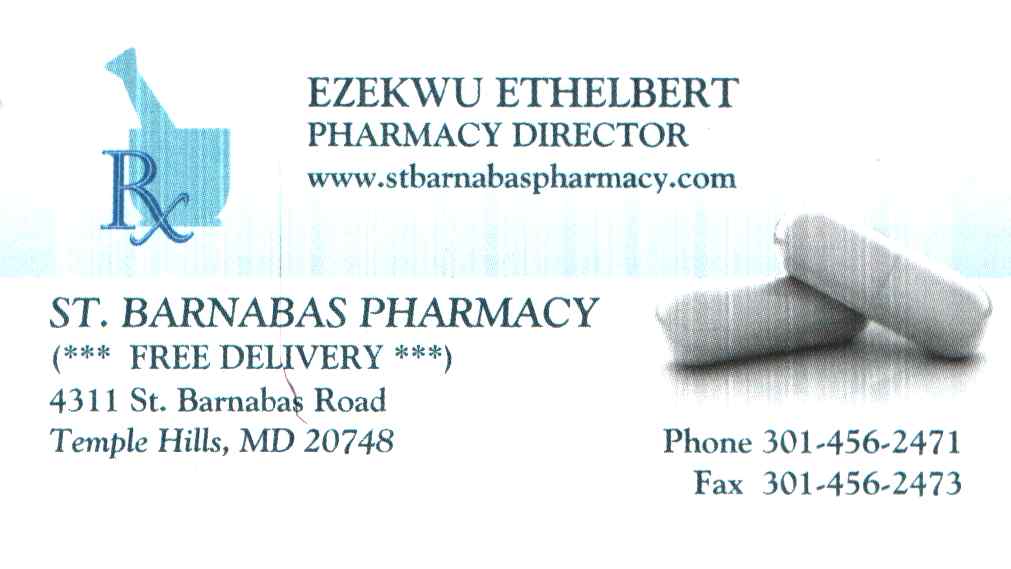 EZEKWU ETHELBERT
PHARMACY DIRECTOR
www.stbarnabaspharmacy.com
Rx
ST. BARNABAS PHARMACY
(*** FREE DELIVERY ***)
4311 St. Barnabas Road
Temple Hills, MD 20748
Phone 301-456-2471
Fax 301-456-2473